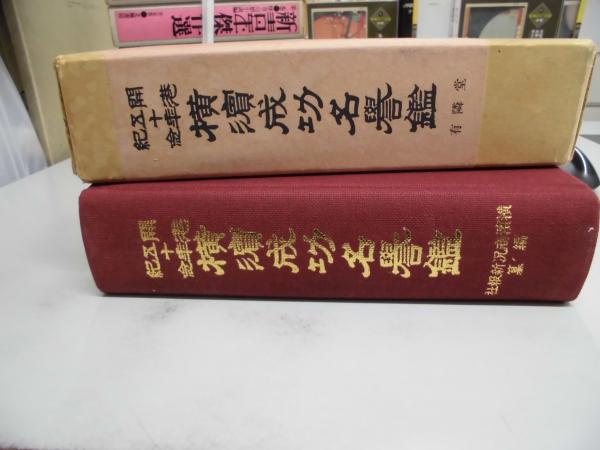 開港五十年紀念
横濱成功名譽鑑
有隣堂
開港五十年紀念
横濱成功名譽鑑
横濱商況新報社
編纂